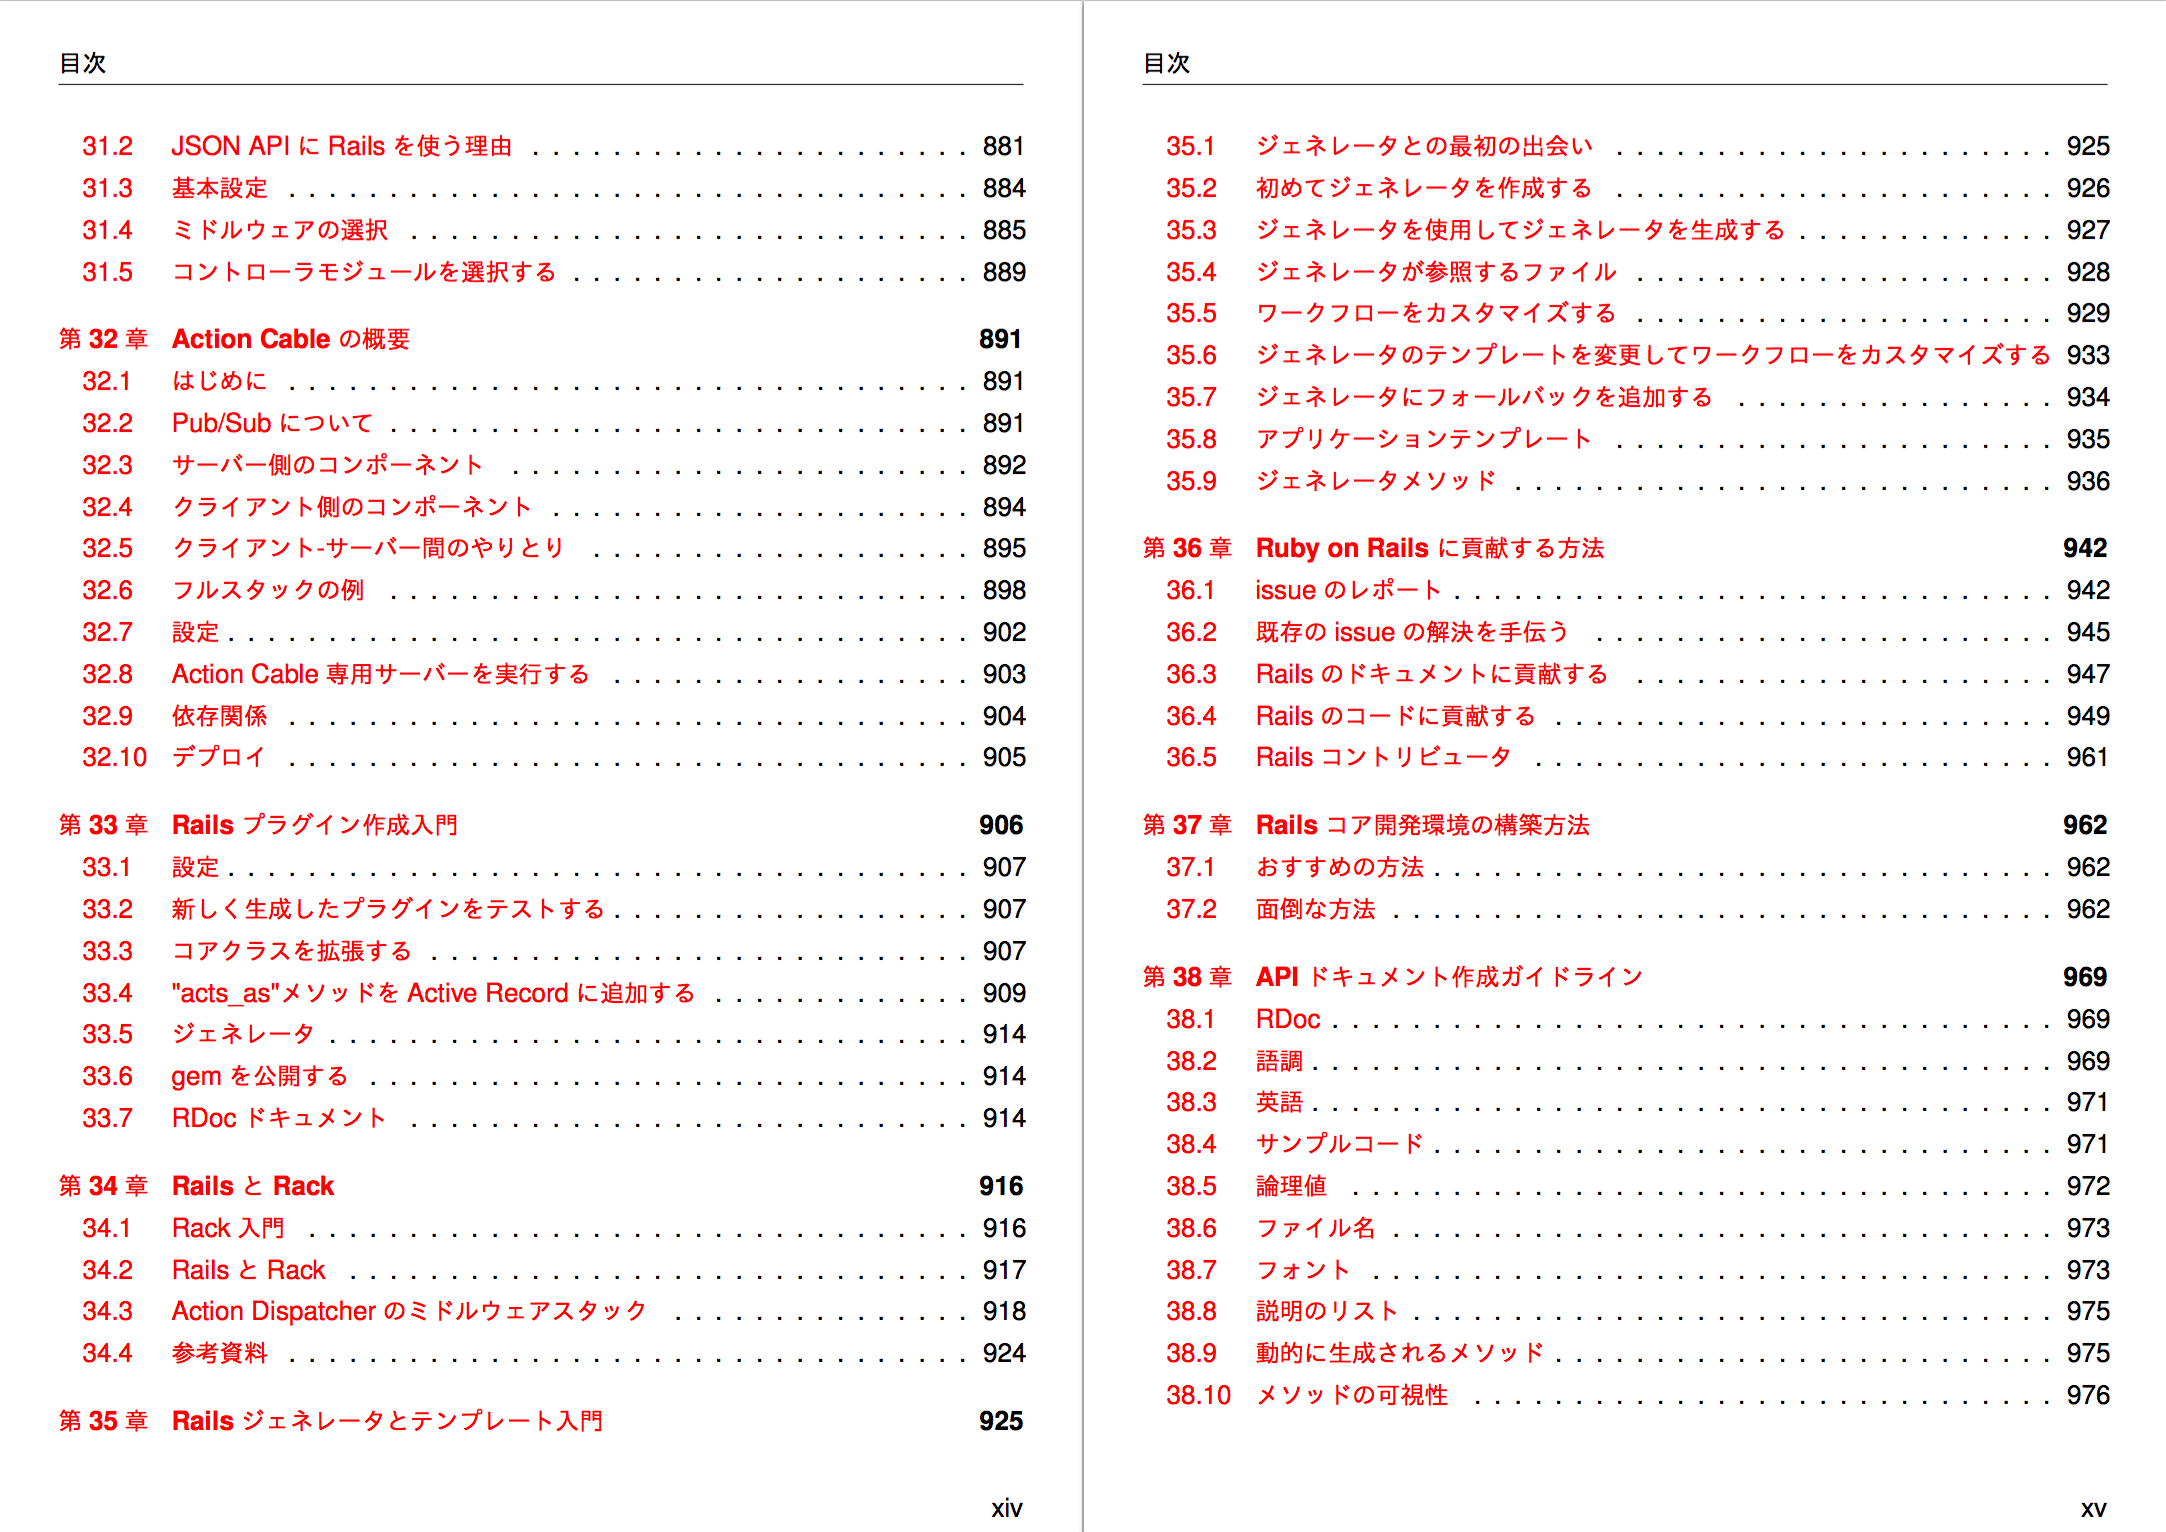 目次
31.2 JSON API に Rails を使う理由 . . . . . . . . . . . . . . . . . . . . . . 881
31.3 基本設定 . . . . . . . . . . . . . . . . . . . . . . . . . . . . . . . . . . 884
31.4 ミドルウェアの選択 . . . . . . . . . . . . . . . . . . . . . . . . . . . . 885
31.5 コントローラモジュールを選択する . . . . . . . . . . . . . . . . . . . . 889
第 32 章 Action Cable の概要 891
32.1 はじめに . . . . . . . . . . . . . . . . . . . . . . . . . . . . . . . . . . 891
32.2 Pub/Sub について . . . . . . . . . . . . . . . . . . . . . . . . . . . . . 891
32.3 サーバー側のコンポーネント . . . . . . . . . . . . . . . . . . . . . . . 892
32.4 クライアント側のコンポーネント . . . . . . . . . . . . . . . . . . . . . 894
32.5 クライアント-サーバー間のやりとり . . . . . . . . . . . . . . . . . . . 895
32.6 フルスタックの例 . . . . . . . . . . . . . . . . . . . . . . . . . . . . . 898
32.7 設定 . . . . . . . . . . . . . . . . . . . . . . . . . . . . . . . . . . . . . 902
32.8 Action Cable 専用サーバーを実行する . . . . . . . . . . . . . . . . . . 903
32.9 依存関係 . . . . . . . . . . . . . . . . . . . . . . . . . . . . . . . . . . 904
32.10 デプロイ . . . . . . . . . . . . . . . . . . . . . . . . . . . . . . . . . . 905
第 33 章 Rails プラグイン作成入門 906
33.1 設定 . . . . . . . . . . . . . . . . . . . . . . . . . . . . . . . . . . . . . 907
33.2 新しく生成したプラグインをテストする . . . . . . . . . . . . . . . . . . 907
33.3 コアクラスを拡張する . . . . . . . . . . . . . . . . . . . . . . . . . . . 907
33.4 "acts_as"メソッドを Active Record に追加する . . . . . . . . . . . . . 909
33.5 ジェネレータ . . . . . . . . . . . . . . . . . . . . . . . . . . . . . . . . 914
33.6 gem を公開する . . . . . . . . . . . . . . . . . . . . . . . . . . . . . . 914
33.7 RDoc ドキュメント . . . . . . . . . . . . . . . . . . . . . . . . . . . . 914
第 34 章 Rails と Rack 916
34.1 Rack 入門 . . . . . . . . . . . . . . . . . . . . . . . . . . . . . . . . . 916
34.2 Rails と Rack . . . . . . . . . . . . . . . . . . . . . . . . . . . . . . . 917
34.3 Action Dispatcher のミドルウェアスタック . . . . . . . . . . . . . . . 918
34.4 参考資料 . . . . . . . . . . . . . . . . . . . . . . . . . . . . . . . . . . 924
第 35 章 Rails ジェネレータとテンプレート入門 925
xiv
目次
35.1 ジェネレータとの最初の出会い . . . . . . . . . . . . . . . . . . . . . . 925
35.2 初めてジェネレータを作成する . . . . . . . . . . . . . . . . . . . . . . 926
35.3 ジェネレータを使用してジェネレータを生成する . . . . . . . . . . . . . 927
35.4 ジェネレータが参照するファイル . . . . . . . . . . . . . . . . . . . . . 928
35.5 ワークフローをカスタマイズする . . . . . . . . . . . . . . . . . . . . . 929
35.6 ジェネレータのテンプレートを変更してワークフローをカスタマイズする 933
35.7 ジェネレータにフォールバックを追加する . . . . . . . . . . . . . . . . 934
35.8 アプリケーションテンプレート . . . . . . . . . . . . . . . . . . . . . . 935
35.9 ジェネレータメソッド . . . . . . . . . . . . . . . . . . . . . . . . . . . 936
第 36 章 Ruby on Rails に貢献する方法 942
36.1 issue のレポート . . . . . . . . . . . . . . . . . . . . . . . . . . . . . . 942
36.2 既存の issue の解決を手伝う . . . . . . . . . . . . . . . . . . . . . . . 945
36.3 Rails のドキュメントに貢献する . . . . . . . . . . . . . . . . . . . . . 947
36.4 Rails のコードに貢献する . . . . . . . . . . . . . . . . . . . . . . . . . 949
36.5 Rails コントリビュータ . . . . . . . . . . . . . . . . . . . . . . . . . . 961
第 37 章 Rails コア開発環境の構築方法 962
37.1 おすすめの方法 . . . . . . . . . . . . . . . . . . . . . . . . . . . . . . . 962
37.2 面倒な方法 . . . . . . . . . . . . . . . . . . . . . . . . . . . . . . . . . 962
第 38 章 API ドキュメント作成ガイドライン 969
38.1 RDoc . . . . . . . . . . . . . . . . . . . . . . . . . . . . . . . . . . . . 969
38.2 語調 . . . . . . . . . . . . . . . . . . . . . . . . . . . . . . . . . . . . . 969
38.3 英語 . . . . . . . . . . . . . . . . . . . . . . . . . . . . . . . . . . . . . 971
38.4 サンプルコード . . . . . . . . . . . . . . . . . . . . . . . . . . . . . . . 971
38.5 論理値 . . . . . . . . . . . . . . . . . . . . . . . . . . . . . . . . . . . 972
38.6 ファイル名 . . . . . . . . . . . . . . . . . . . . . . . . . . . . . . . . . 973
38.7 フォント . . . . . . . . . . . . . . . . . . . . . . . . . . . . . . . . . . 973
38.8 説明のリスト . . . . . . . . . . . . . . . . . . . . . . . . . . . . . . . . 975
38.9 動的に生成されるメソッド . . . . . . . . . . . . . . . . . . . . . . . . . 975
38.10 メソッドの可視性 . . . . . . . . . . . . . . . . . . . . . . . . . . . . . 976
xv